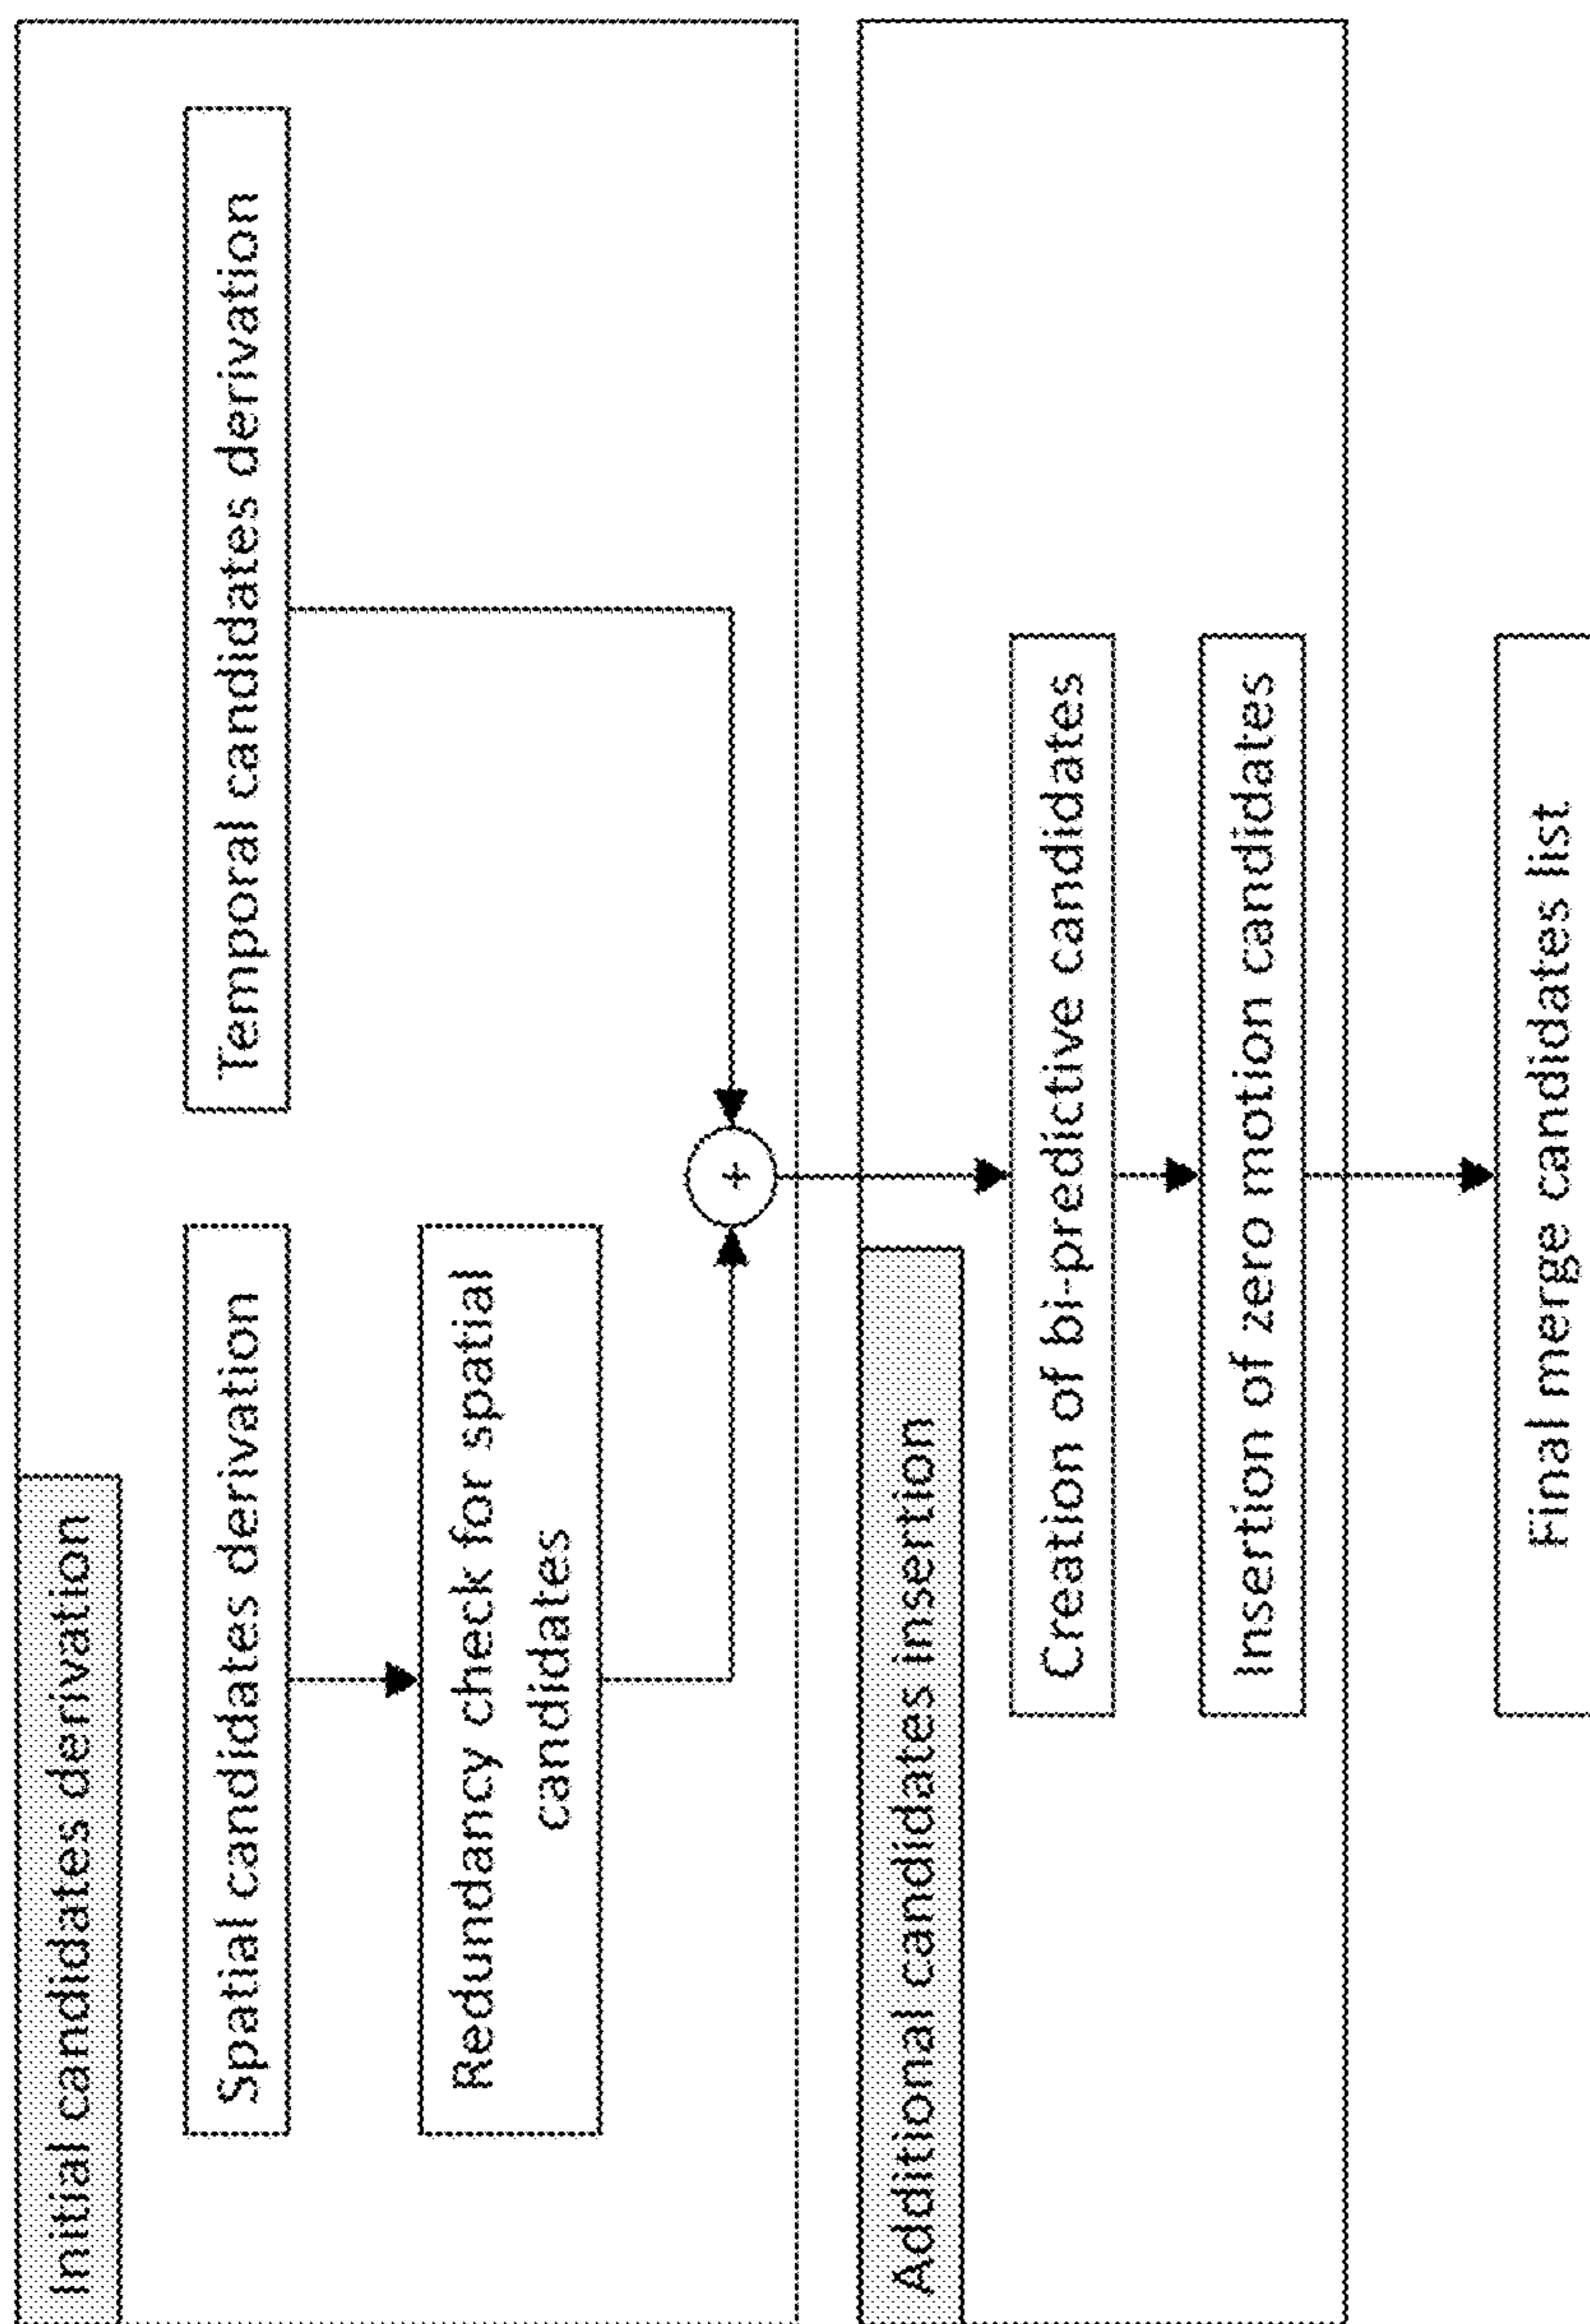 Initial candidates derivation
Spatial candidates derivation
Temporal candidates derivation
Redundancy check for spatial
candidates
+
Additional candidates insertion
Creation of bi-predictive candidates
Insertion of zero motion candidates
Final merge candidates list